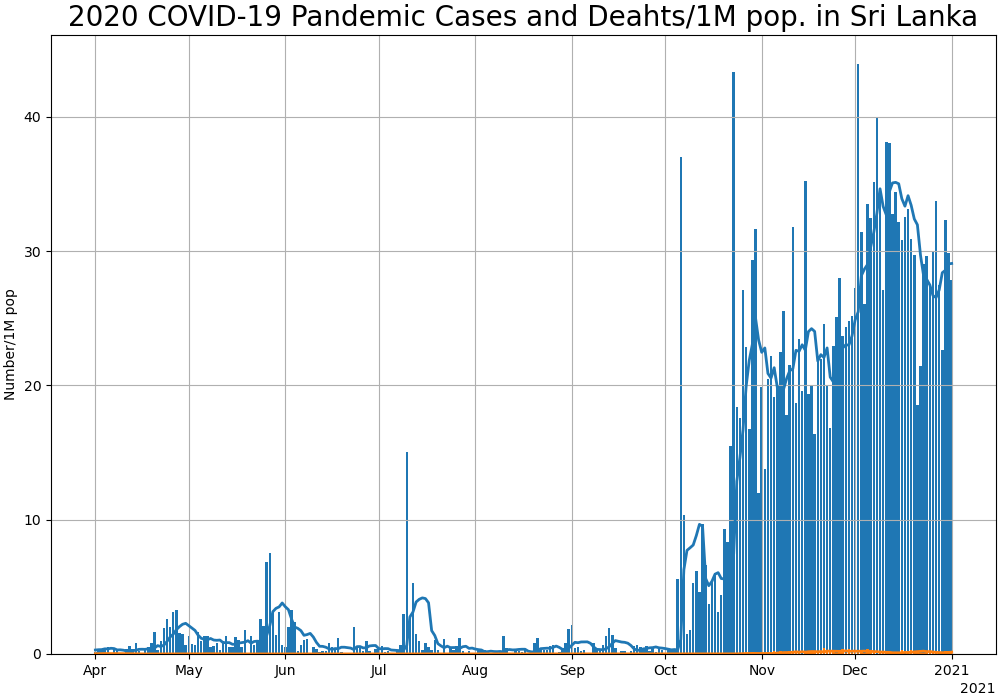 2020 COVID-19 Pandemic Cases and Deahts/1M pop. in Sri Lanka
Number/1M pop
40
30
20
10
0
Apr May Jun Jul Aug Sep Oct Nov Dec 2021
2021